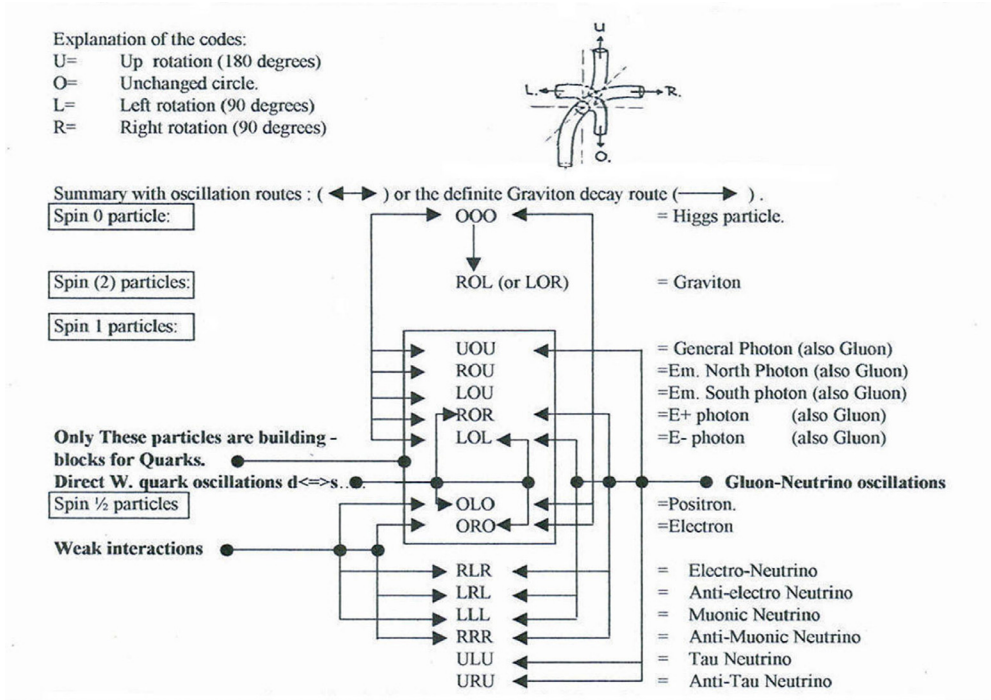 Explanation of the codes:
U= Up rotation (180 degrees)
O= Unchanged circle.
L= Left rotation (90 degrees)
R= Right rotation (90 degrees)
U
L. R.
O.
Summary with oscillation routes : ( ) or the definite Graviton decay route ( ) .
Spin 0 particle: OOO = Higgs particle.
Spin (2) particles: ROL (or LOR) = Graviton
Spin 1 particles:
UOU = General Photon (also Gluon)
ROU =Em. North Photon (also Gluon)
LOU =Em. South photon (also Gluon)
ROR =E+ photon (also Gluon)
LOL =E- photon (also Gluon)
Only These particles are building -
blocks for Quarks.
Direct W. quark oscillations d<=>s.... Gluon-Neutrino oscillations
Spin ½ particles OLO =Positron.
ORO =Electron
Weak interactions
RLR = Electro-Neutrino
LRL = Anti-electro Neutrino
LLL = Muonic Neutrino
RRR = Anti-Muonic Neutrino
ULU = Tau Neutrino
URU = Anti-Tau Neutrino